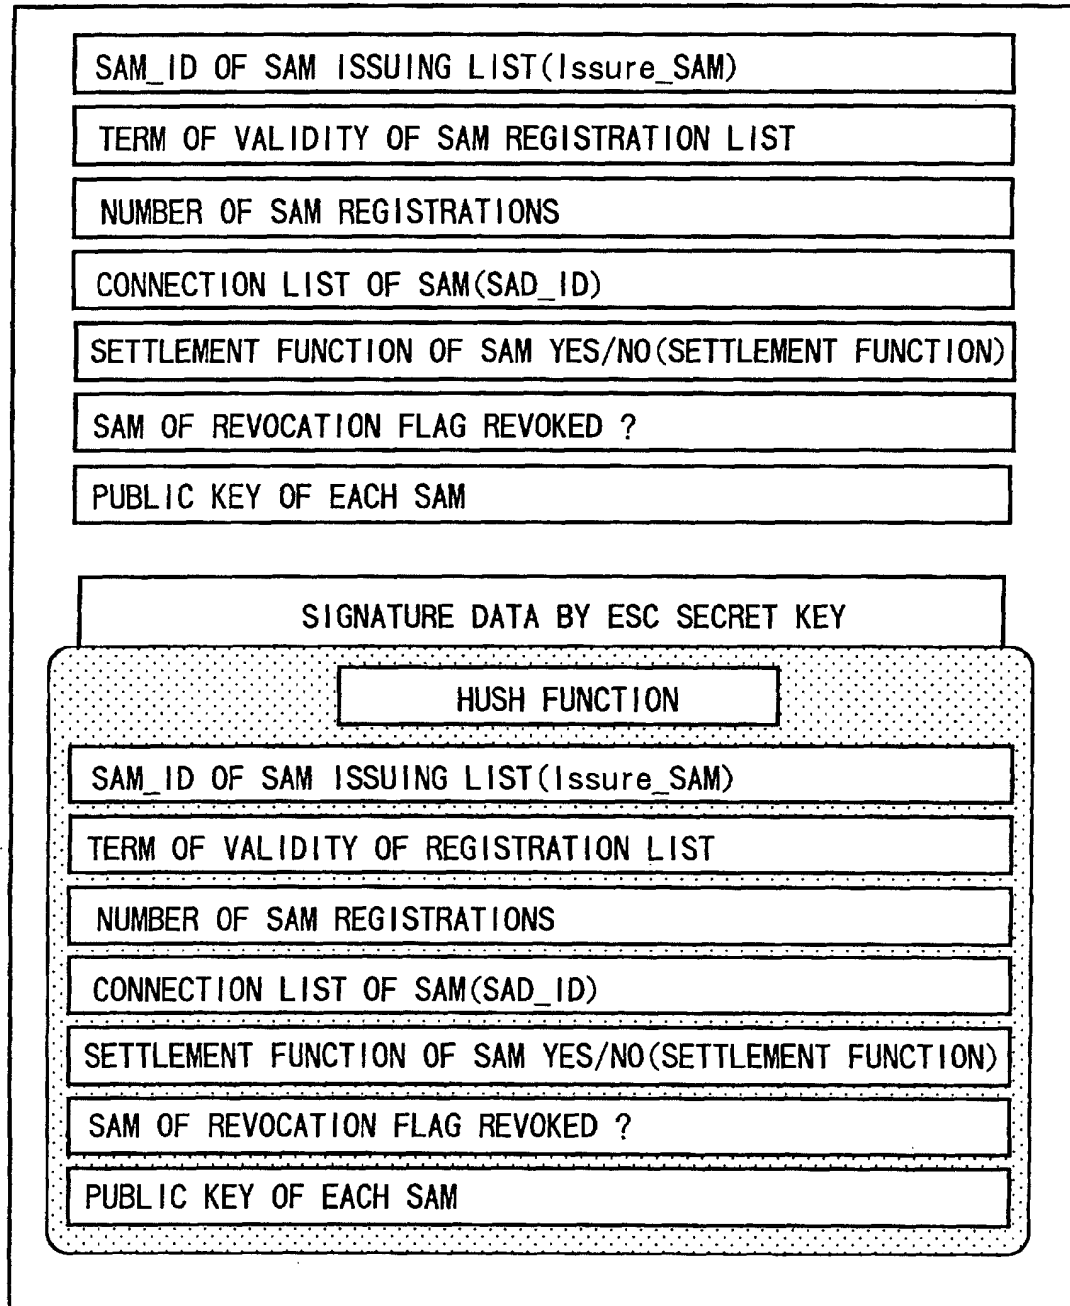 SAM_ID OF SAM ISSUING LIST(Issure_SAM)
TERM OF VALIDITY OF SAM REGISTRATION LIST
NUMBER OF SAM REGISTRATIONS
CONNECTION LIST OF SAM(SAD_ID)
SETTLEMENT FUNCTION OF SAM YES/NO(SETTLEMENT FUNCTION)
SAM OF REVOCATION FLAG REVOKED ?
PUBLIC KEY OF EACH SAM
SIGNATURE DATA BY ESC SECRET KEY
HUSH FUNCTION
SAM_ID OF SAM ISSUING LIST(Issure_SAM)
TERM OF VALIDITY OF REGISTRATION LIST
NUMBER OF SAM REGISTRATIONS
CONNECTION LIST OF SAM(SAD_ID)
SETTLEMENT FUNCTION OF SAM YES/NO(SETTLEMENT FUNCTION)
SAM OF REVOCATION FLAG REVOKED ?
PUBLIC KEY OF EACH SAM